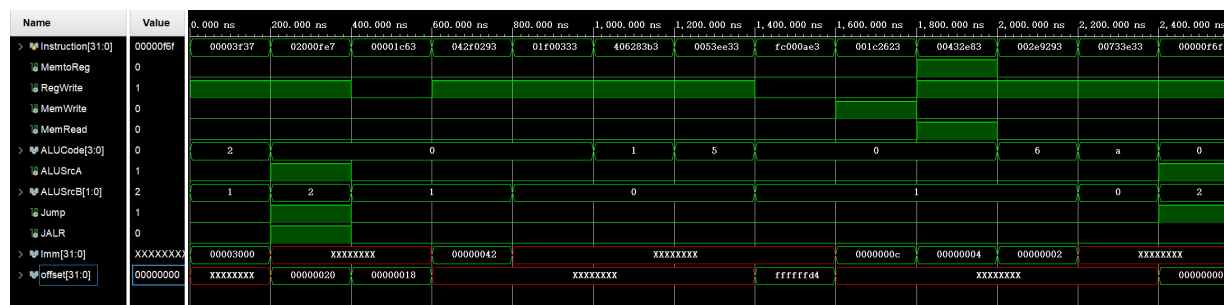 Name Value 0.000 ns 200.000 ns 400.000 ns 600.000 ns 800.000 ns 1,000.000 ns 1,200.000 ns 1,400.000 ns 1,600.000 ns 1,800.000 ns 2,000.000 ns 2,200.000 ns 2,400.000 ns
Instruction[31:0] 00000f6f 00003f37 02000fe7 00001c63 042f0293 01f00333 406283b3 0053ee33 fc000ae3 001c2623 00432e83 002e9293 00733e33 00000f6f
MemtoReg 0
RegWrite 1
MemWrite 0
MemRead 0
ALUCode[3:0] 0 2 0 1 5 0 6 a 0
ALUSrcA 1
ALUSrcB[1:0] 2 1 2 1 0 1 0 2
Jump 1
JALR 0
Imm[31:0] XXXXXXXX 00003000 XXXXXXXX 00000042 XXXXXXXX 0000000c 00000004 00000002 XXXXXXXX
offset[31:0] 00000000 XXXXXXXX 00000020 00000018 XXXXXXXX ffffffd4 XXXXXXXX 00000000